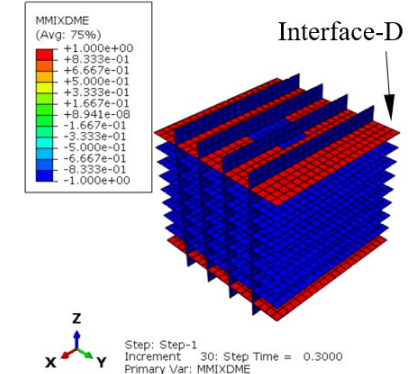 MMIXDME
(Avg: 75%)
+1.000e+00
+8.333e-01
+6.667e-01
+5.000e-01
+3.333e-01
+1.667e-01
+8.941e-08
-1.667e-01
-3.333e-01
-5.000e-01
-6.667e-01
-8.333e-01
-1.000e+00
Interface-D
Z
X Y
Step: Step-1
Increment 30: Step Time = 0.3000
Primary Var: MMIXDME